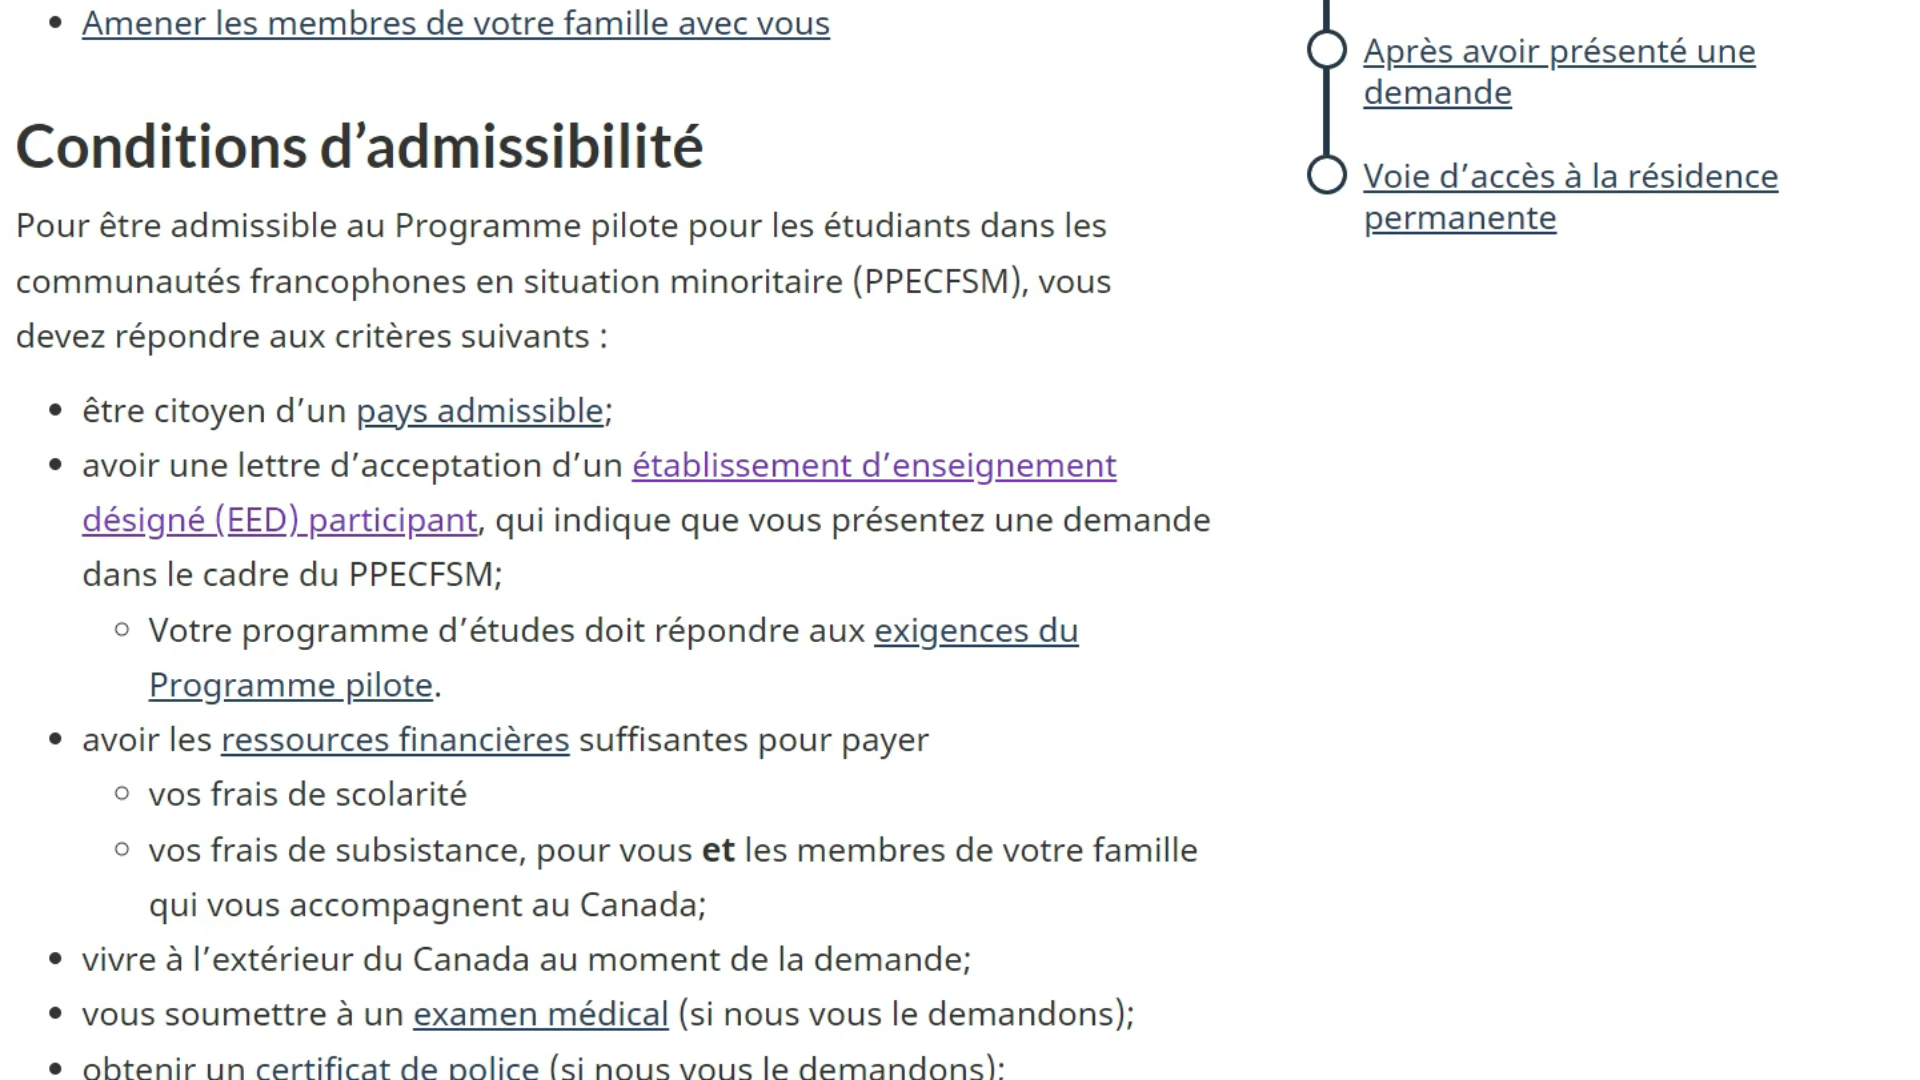 Amener les membres de votre famille avec vous
Conditions d’admissibilité
Pour être admissible au Programme pilote pour les étudiants dans les
communautés francophones en situation minoritaire (PPECFSM), vous
devez répondre aux critères suivants :
être citoyen d’un pays admissible;
avoir une lettre d’acceptation d’un établissement d’enseignement
désigné (EED) participant, qui indique que vous présentez une demande
dans le cadre du PPECFSM;
Votre programme d’études doit répondre aux exigences du
Programme pilote.
avoir les ressources financières suffisantes pour payer
vos frais de scolarité
vos frais de subsistance, pour vous et les membres de votre famille
qui vous accompagnent au Canada;
vivre à l’extérieur du Canada au moment de la demande;
vous soumettre à un examen médical (si nous vous le demandons);
obtenir un certificat de police (si nous vous le demandons);
Après avoir présenté une
demande
Voie d’accès à la résidence
permanente